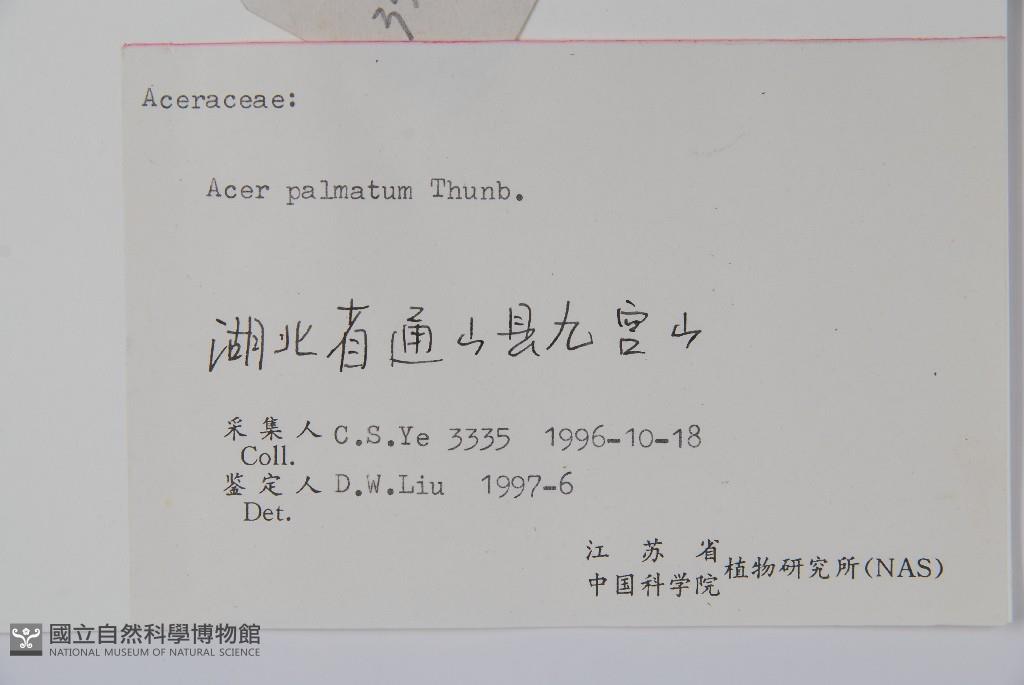 Aceraceae:
Acer palmatum Thunb.
湖北省通山县九宫山
采集人 C.S.Ye 3335 1996-10-18
Coll.
鉴定人 D.W.Liu 1997-6
Det.
江苏省
中国科学院 植物研究所(NAS)
國立自然科學博物館
NATIONAL MUSEUM OF NATURAL SCIENCE